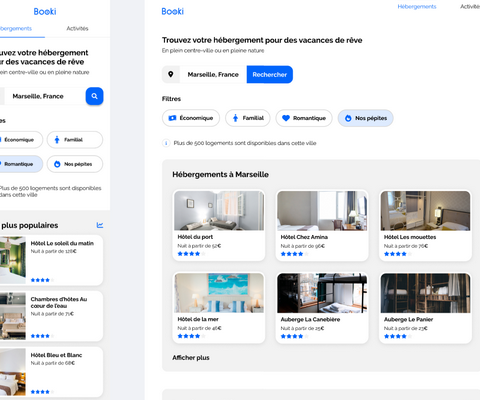 Booki
Hébergements
Activités
uvez votre hébergement
ur des vacances de rêve
plein centre-ville ou en pleine nature
Marseille, France
es
Économique
Familial
Romantique
Nos pépites
Plus de 500 logements sont disponibles
dans cette ville
plus populaires
Hôtel Le soleil du matin
Nuit à partir de 128€
Chambres d'hôtes Au
cœur de l'eau
Nuit à partir de 71€
Hôtel Bleu et Blanc
Nuit à partir de 68€
Booki
Hébergements
Activités
Trouvez votre hébergement pour des vacances de rêve
En plein centre-ville ou en pleine nature
Marseille, France
Rechercher
Filtres
Économique
Familial
Romantique
Nos pépites
Plus de 500 logements sont disponibles dans cette ville
Hébergements à Marseille
Hôtel du port
Nuit à partir de 52€
Hôtel Chez Amina
Nuit à partir de 96€
Hôtel Les mouettes
Nuit à partir de 76€
Hôtel de la mer
Nuit à partir de 46€
Auberge La Canebière
Nuit à partir de 25€
Auberge Le Panier
Nuit à partir de 23€
Afficher plus